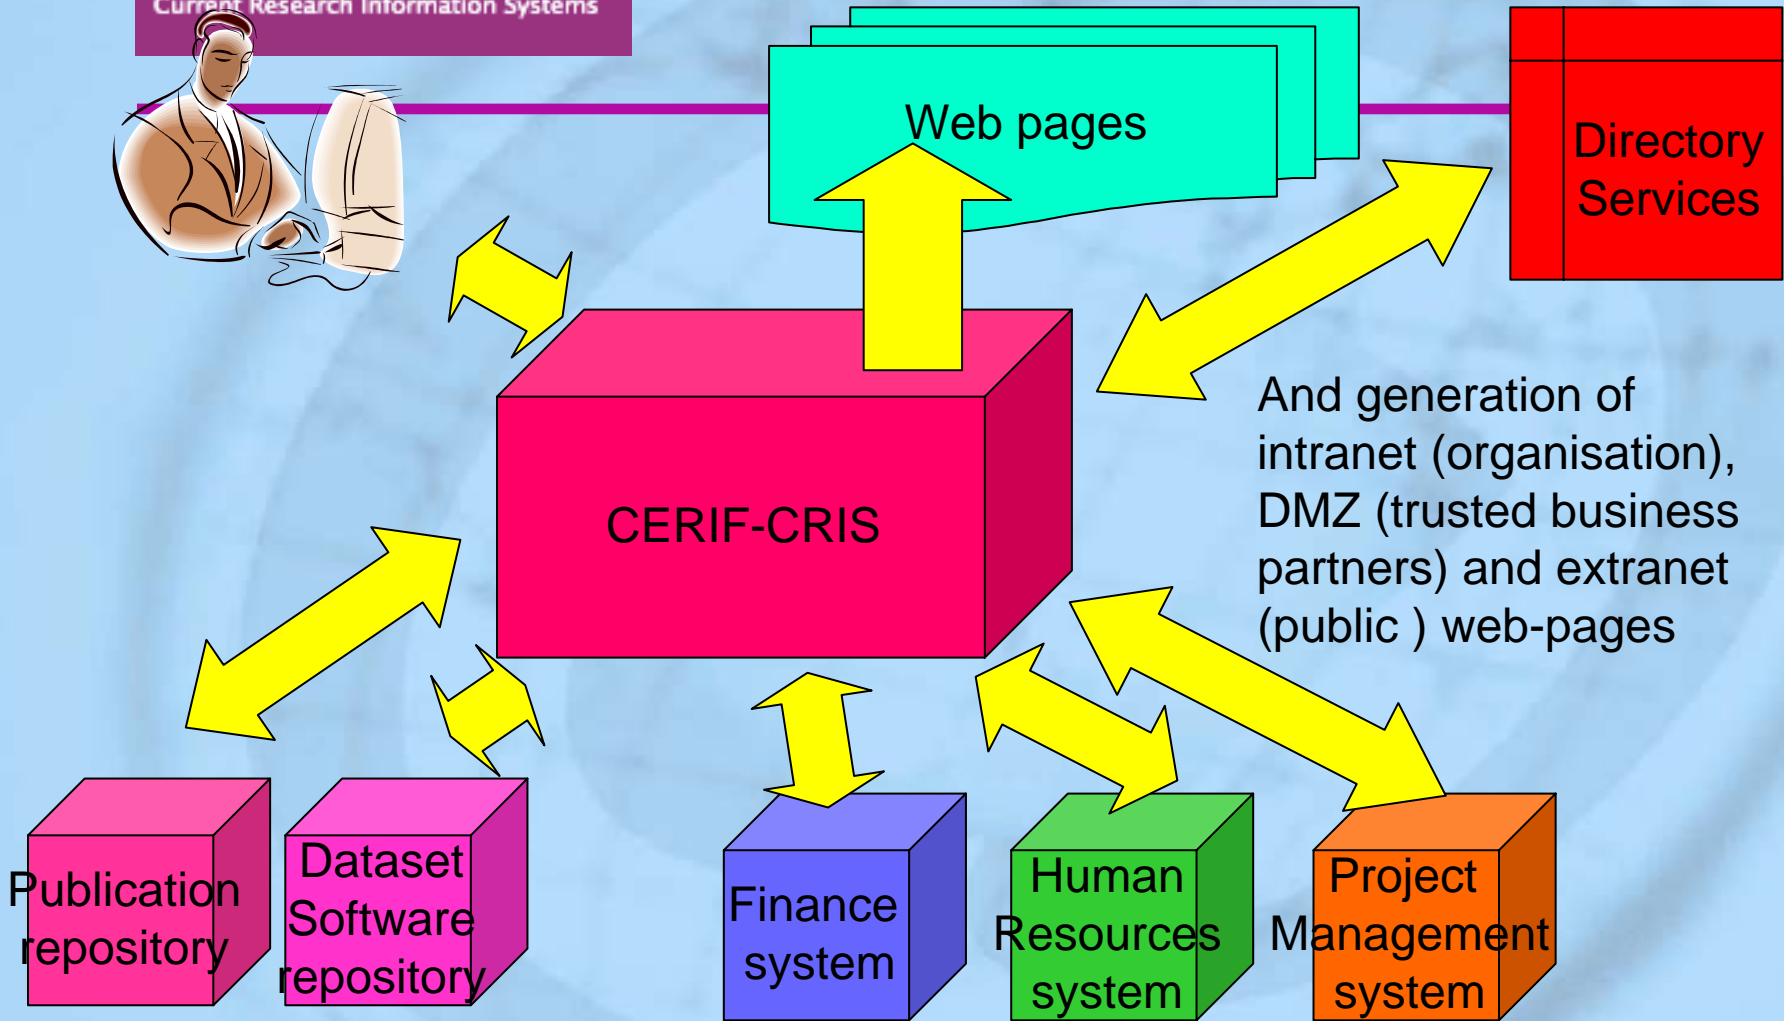 Current Research Information Systems
Web pages
Directory
Services
And generation of
intranet (organisation),
DMZ (trusted business
partners) and extranet
(public ) web-pages
CERIF-CRIS
Publication
repository
Dataset
Software
repository
Finance
system
Human
Resources
system
Project
Management
system